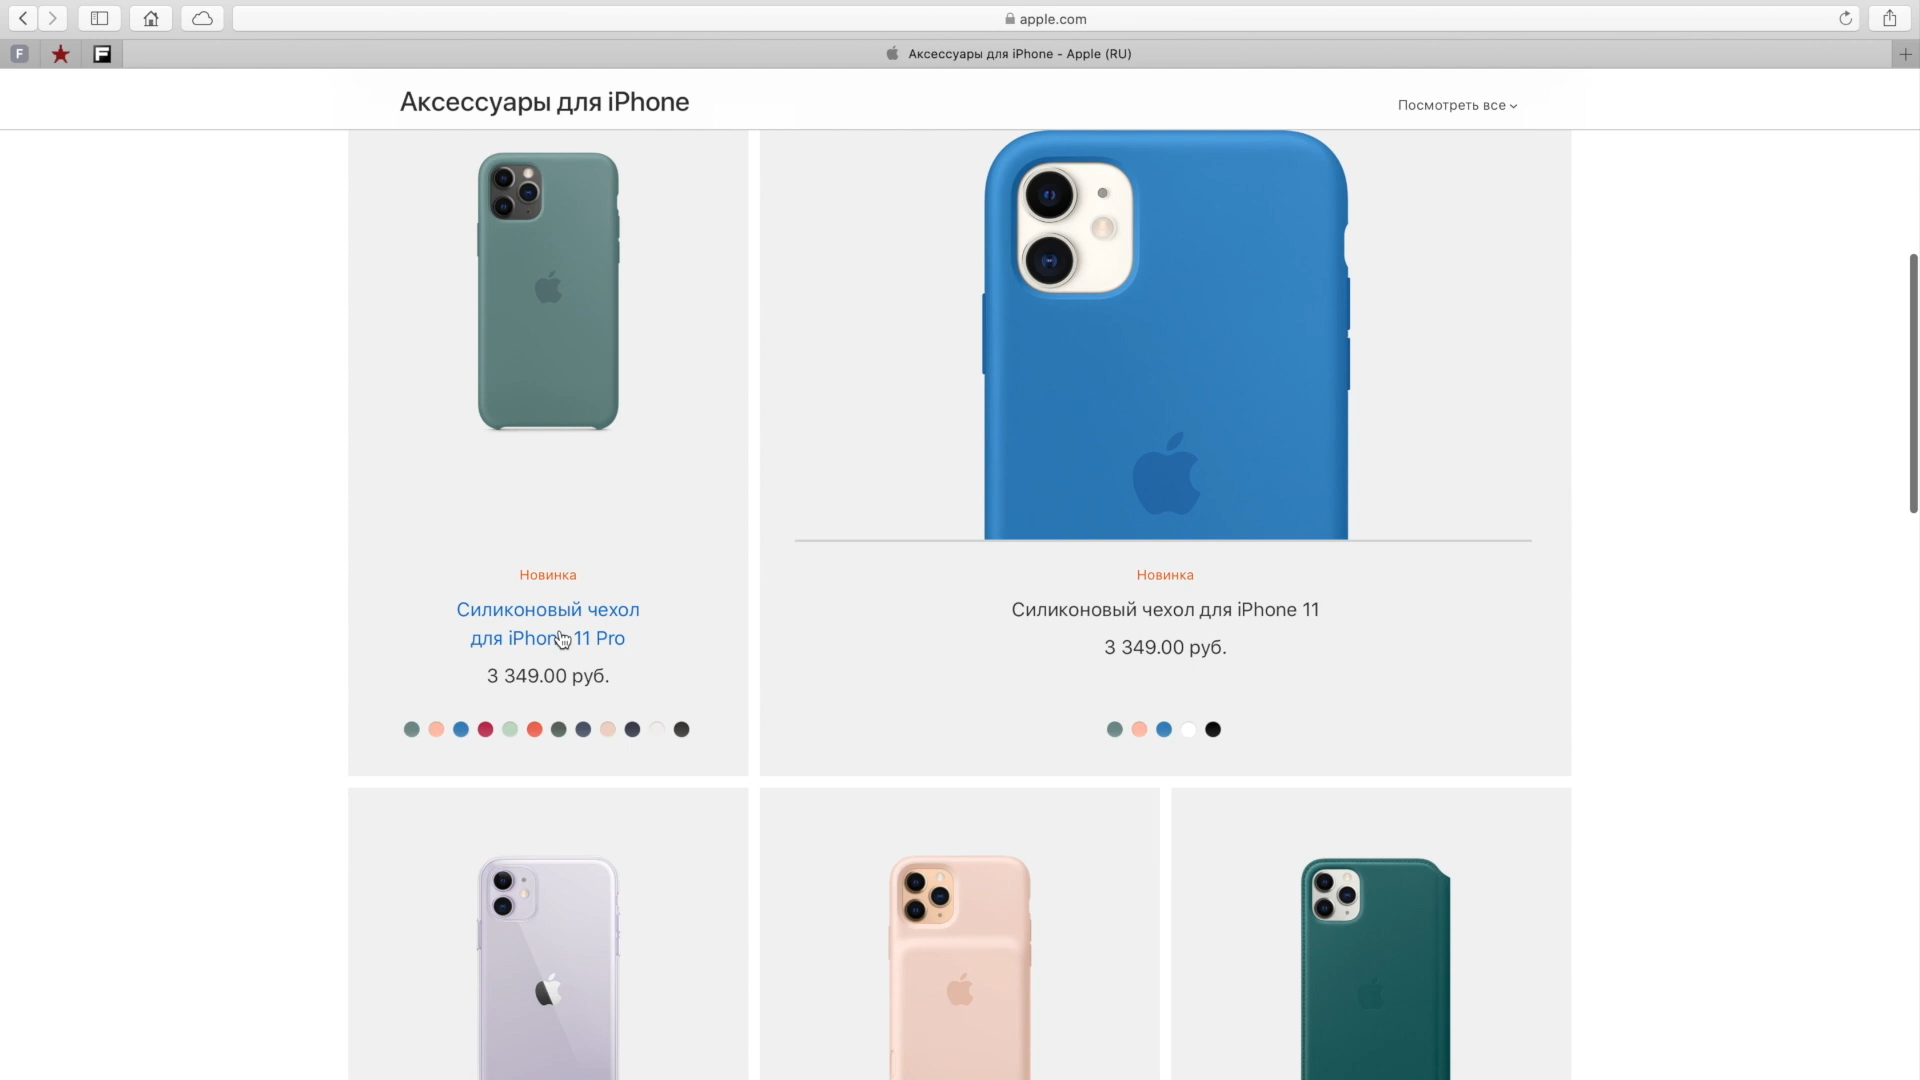 apple.com
F
F
Аксессуары для iPhone - Apple (RU)
Аксессуары для iPhone
Посмотреть все
Новинка
Силиконовый чехол
для iPhone 11 Pro
3 349.00 руб.
Новинка
Силиконовый чехол для iPhone 11
3 349.00 руб.